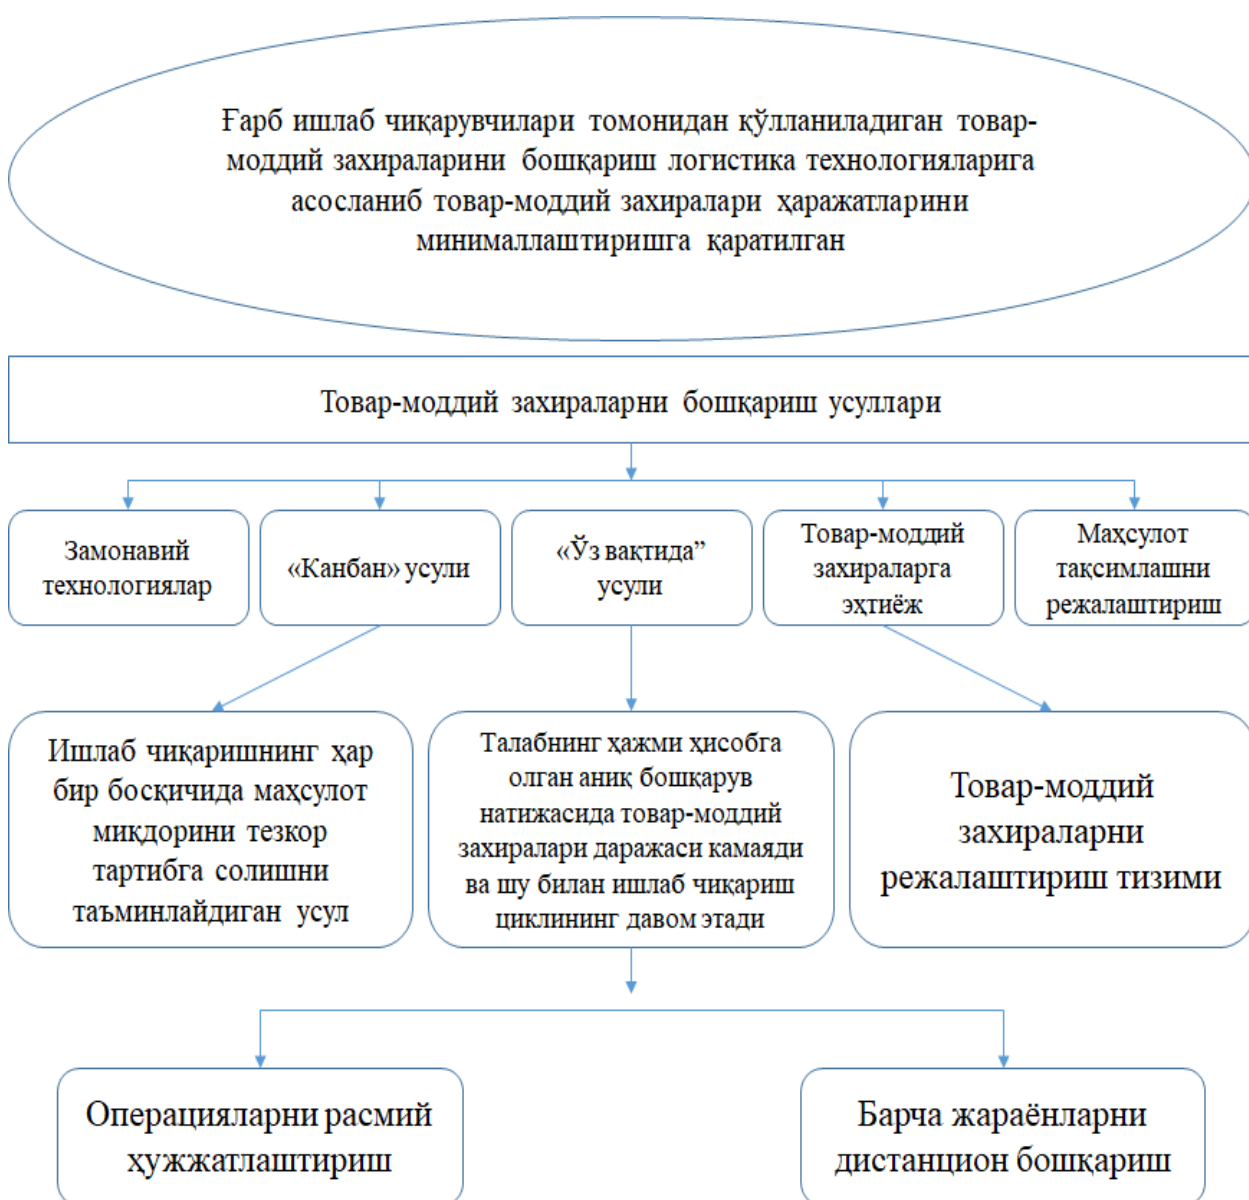 Ғарб ишлаб чиқарувчилари томонидан қўлланиладиган товар-
моддий захираларини бошқариш логистика технологияларига
асосланиб товар-моддий захиралари ҳаражатларини
минималлаштиришга қаратилган
Товар-моддий захираларни бошқариш усуллари
Замонавий
технологиялар
«Канбан» усули
«Ўз вақтида”
усули
Товар-моддий
захираларга
эҳтиёж
Маҳсулот
тақсимлашни
режалаштириш
Ишлаб чиқаришнинг ҳар
бир босқичида маҳсулот
миқдорини тезкор
тартибга солишни
таъминлайдиган усул
Талабнинг ҳажми ҳисобга
олган аниқ бошқарув
натижасида товар-моддий
захиралари даражаси камаяди
ва шу билан ишлаб чиқариш
циклининг давом этади
Товар-моддий
захираларни
режалаштириш тизими
Операцияларни расмий
ҳужжатлаштириш
Барча жараёнларни
дистанцион бошқариш